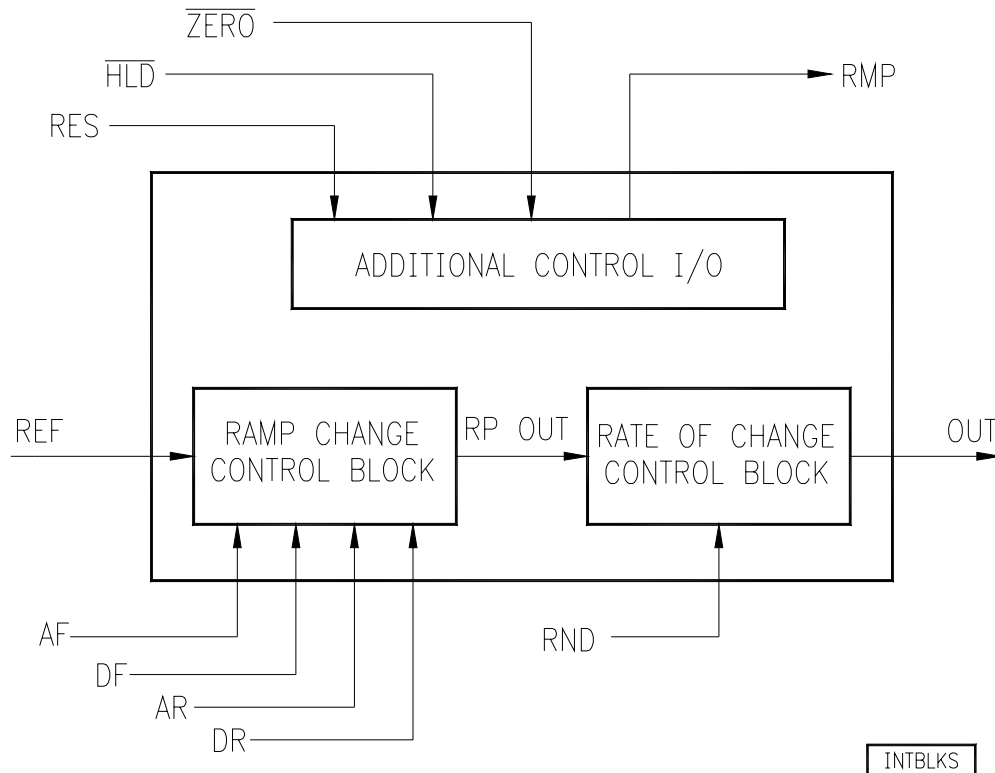 ZERO
HLD
RMP
RES
ADDITIONAL CONTROL I/O
REF
RAMP CHANGE
CONTROL BLOCK
RP OUT
RATE OF CHANGE
CONTROL BLOCK
OUT
AF
RND
DF
AR
DR
INTBLKS